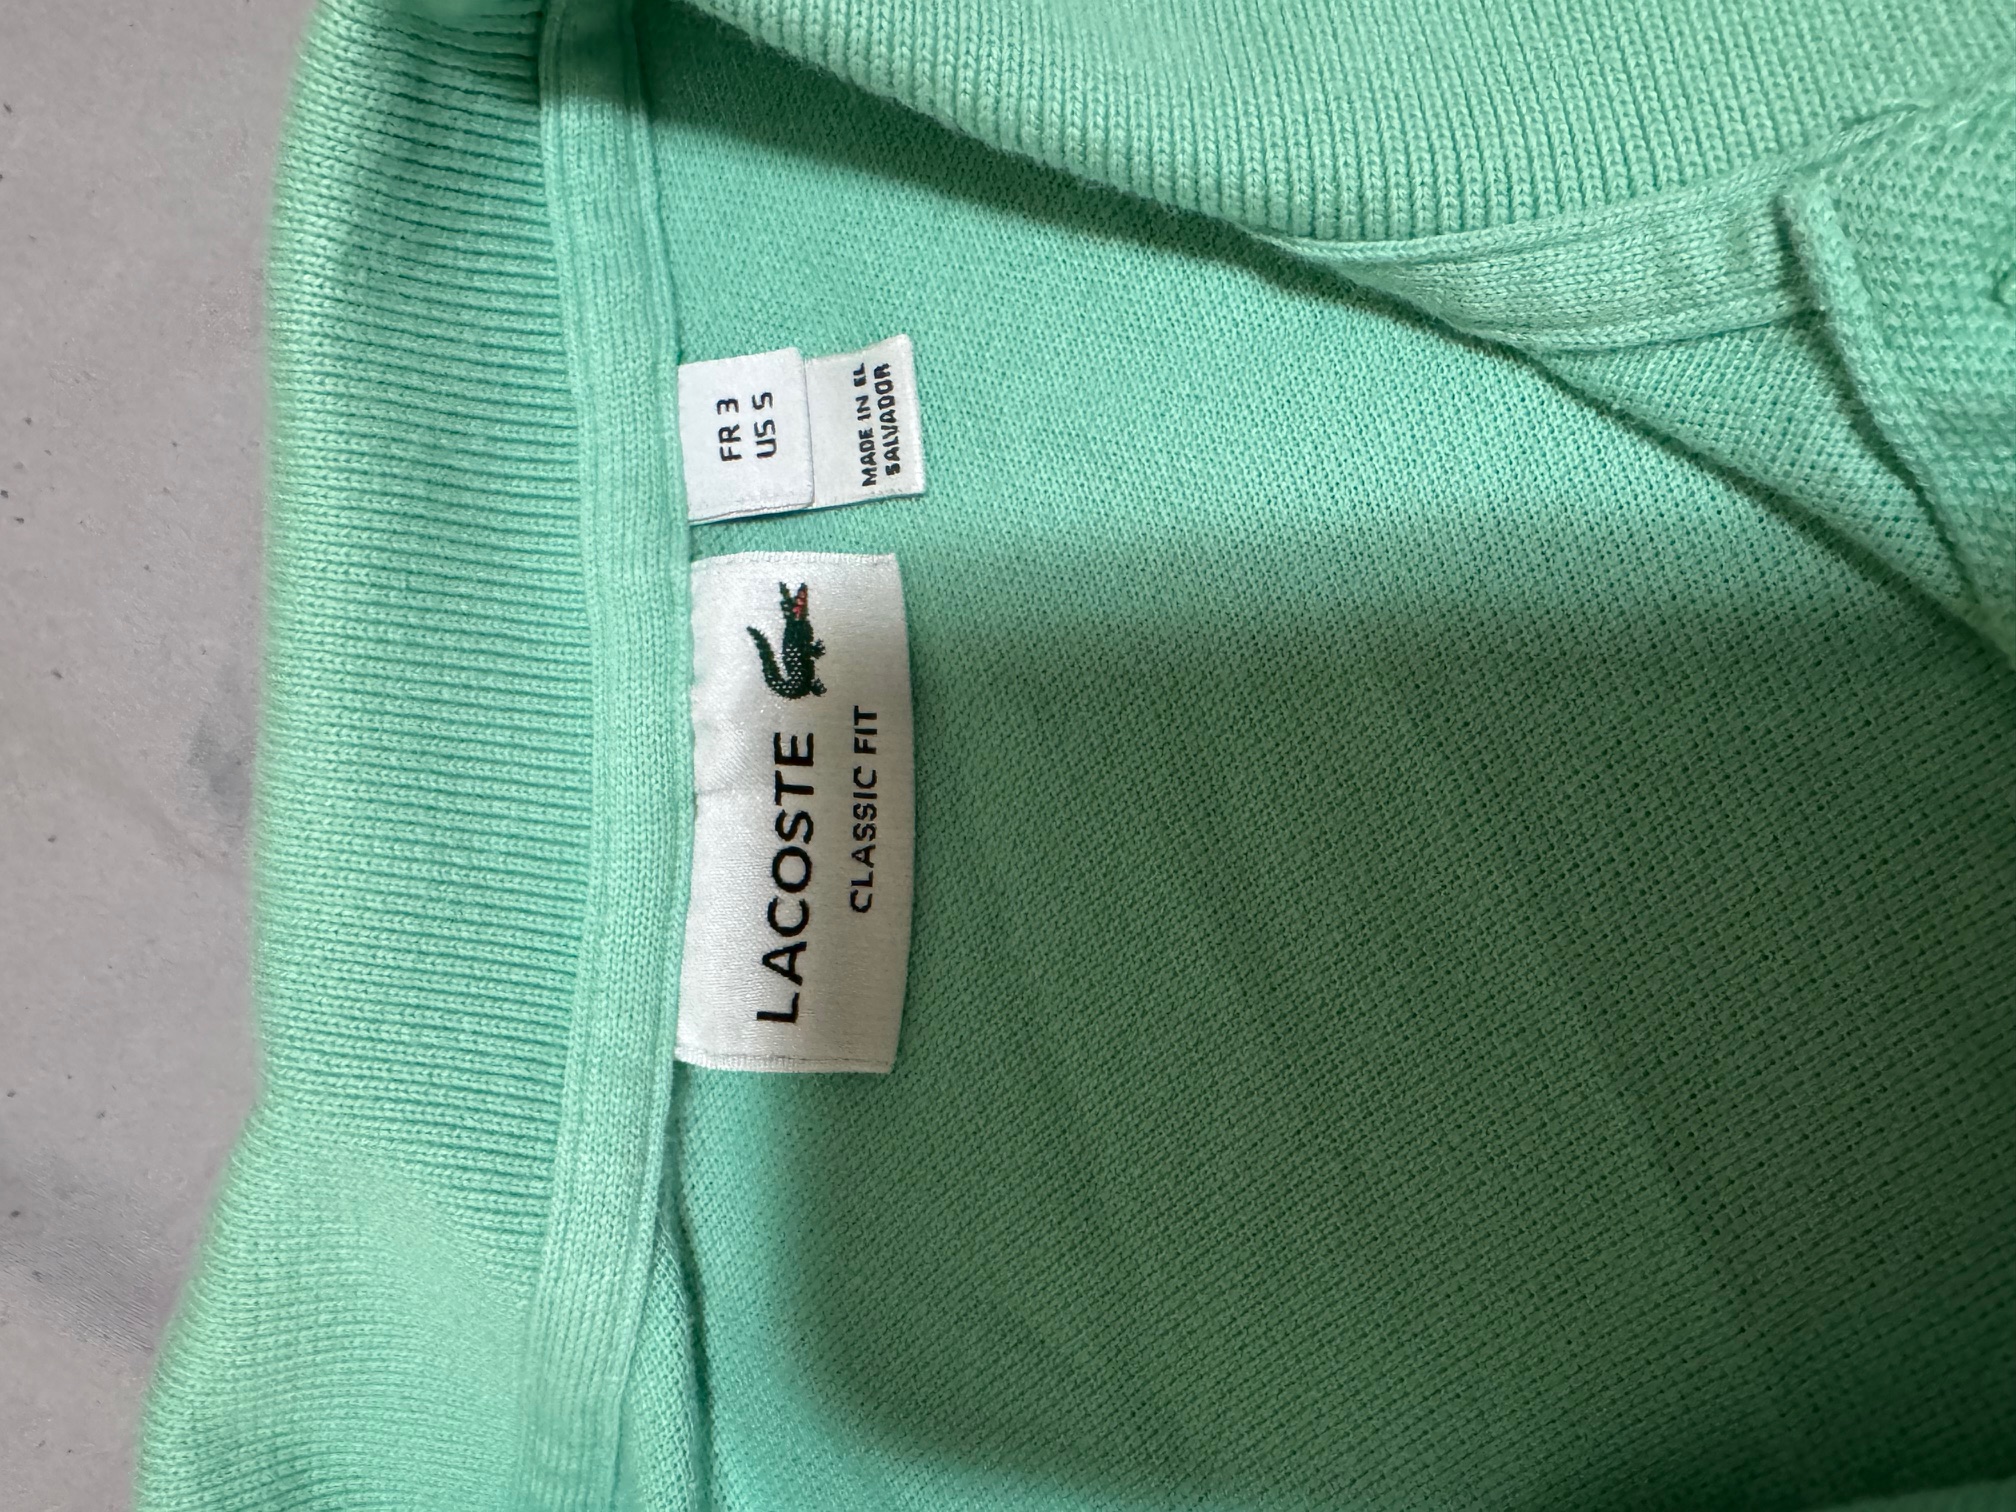 FR 3
US S
MADE IN EL
SALVADOR
LACOSTE
CLASSIC FIT